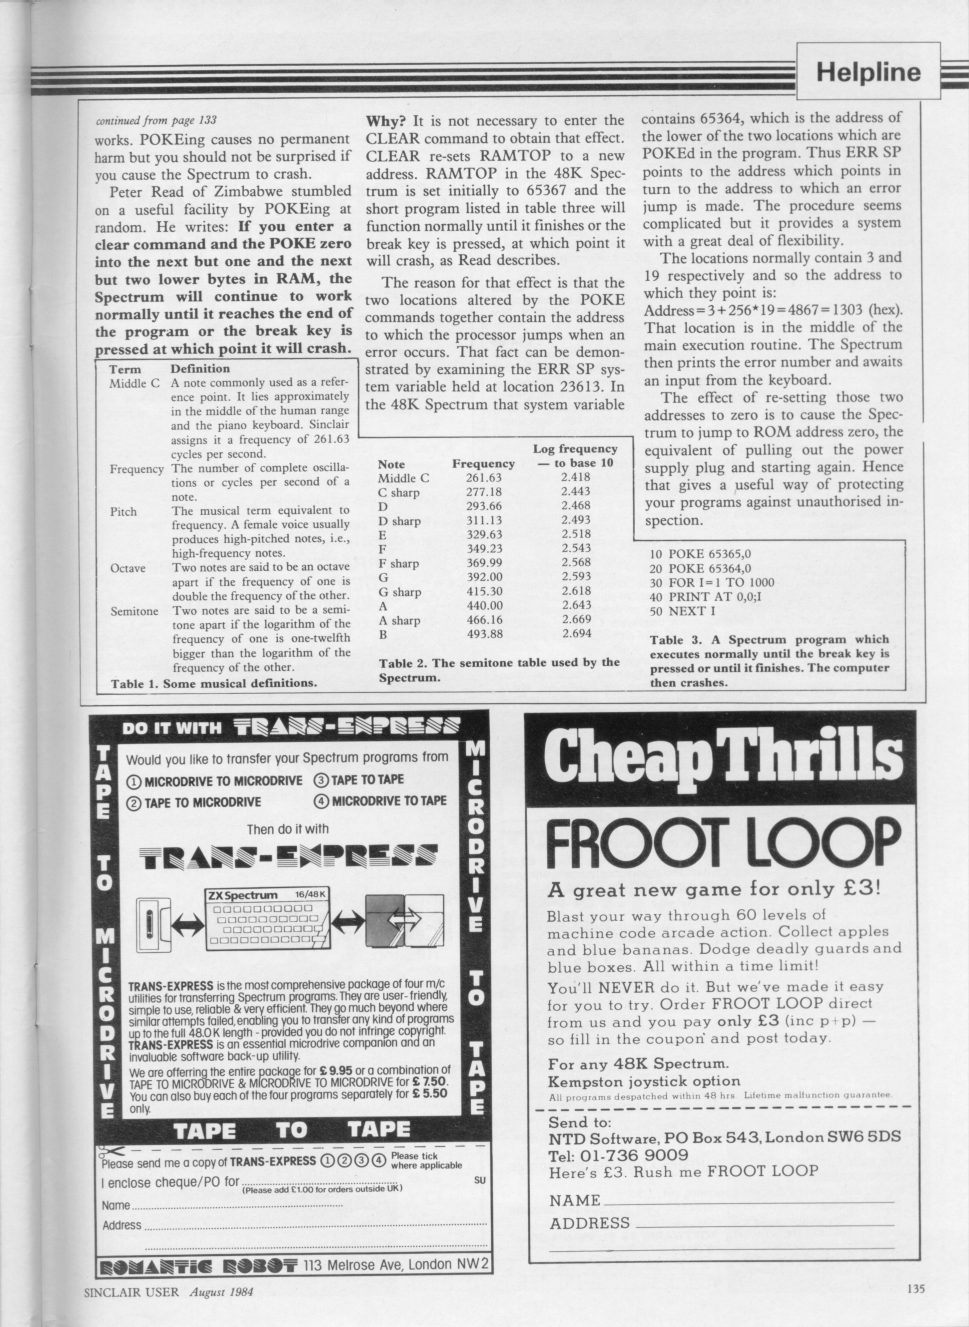 Helpline
continued from page 133
works. POKEing causes no permanent
harm but you should not be surprised if
you cause the Spectrum to crash.
Peter Read of Zimbabwe stumbled
on a useful facility by POKEing at
random. He writes: If you enter a
clear command and the POKE zero
into the next but one and the next
but two lower bytes in RAM, the
Spectrum will continue to work
normally until it reaches the end of
the program or the break key is
pressed at which point it will crash.
Why? It is not necessary to enter the
CLEAR command to obtain that effect.
CLEAR re-sets RAMTOP to a new
address. RAMTOP in the 48K Spec-
trum is set initially to 65367 and the
short program listed in table three will
function normally until it finishes or the
break key is pressed, at which point it
will crash, as Read describes.
The reason for that effect is that the
two locations altered by the POKE
commands together contain the address
to which the processor jumps when an
error occurs. That fact can be demon-
strated by examining the ERR SP sys-
tem variable held at location 23613. In
the 48K Spectrum that system variable
contains 65364, which is the address of
the lower of the two locations which are
POKEd in the program. Thus ERR SP
points to the address which points in
turn to the address to which an error
jump is made. The procedure seems
complicated but it provides a system
with a great deal of flexibility.
The locations normally contain 3 and
19 respectively and so the address to
which they point is:
Address=3+256*19=4867=1303 (hex).
That location is in the middle of the
main execution routine. The Spectrum
then prints the error number and awaits
an input from the keyboard.
The effect of re-setting those two
addresses to zero is to cause the Spec-
trum to jump to ROM address zero, the
equivalent of pulling out the power
supply plug and starting again. Hence
that gives a useful way of protecting
your programs against unauthorised in-
spection.
Term Definition
Middle C A note commonly used as a refer-
ence point. It lies approximately
in the middle of the human range
and the piano keyboard. Sinclair
assigns it a frequency of 261.63
cycles per second.
Frequency The number of complete oscilla-
tions or cycles per second of a
note.
Pitch The musical term equivalent to
frequency. A female voice usually
produces high-pitched notes, i.e.,
high-frequency notes.
Octave Two notes are said to be an octave
apart if the frequency of one is
double the frequency of the other.
Semitone Two notes are said to be a semi-
tone apart if the logarithm of the
frequency of one is one-twelfth
bigger than the logarithm of the
frequency of the other.
Table 1. Some musical definitions.
Log frequency
Note Frequency — to base 10
Middle C 261.63 2.418
C sharp 277.18 2.443
D 293.66 2.468
D sharp 311.13 2.493
E 329.63 2.518
F 349.23 2.543
F sharp 369.99 2.568
G 392.00 2.593
G sharp 415.30 2.618
A 440.00 2.643
A sharp 466.16 2.669
B 493.88 2.694
Table 2. The semitone table used by the
Spectrum.
10 POKE 65365,0
20 POKE 65364,0
30 FOR I=1 TO 1000
40 PRINT AT 0,0;I
50 NEXT I
Table 3. A Spectrum program which
executes normally until the break key is
pressed or until it finishes. The computer
then crashes.
DO IT WITH TRANS-EXPRESS
TAPE TO MICRODRIVE
MICRODRIVE TO TAPE
Would you like to transfer your Spectrum programs from
① MICRODRIVE TO MICRODRIVE ③ TAPE TO TAPE
② TAPE TO MICRODRIVE ④ MICRODRIVE TO TAPE
Then do it with
TRANS-EXPRESS
ZX Spectrum 16/48K
TRANS-EXPRESS is the most comprehensive package of four m/c
utilities for transferring Spectrum programs. They are user-friendly,
simple to use, reliable & very efficient. They go much beyond where
similar attempts failed, enabling you to transfer any kind of programs
up to the full 48.0 K length - provided you do not infringe copyright.
TRANS-EXPRESS is an essential microdrive companion and an
invaluable software back-up utility.
We are offering the entire package for £9.95 or a combination of
TAPE TO MICRODRIVE & MICRODRIVE TO MICRODRIVE for £7.50.
You can also buy each of the four programs separately for £5.50
only.
TAPE TO TAPE
Please send me a copy of TRANS-EXPRESS ①②③④ Please tick
where applicable
I enclose cheque/PO for SU
(Please add £1.00 for orders outside UK)
Name
Address
ROMANTIC ROBOT 113 Melrose Ave, London NW2
Cheap Thrills
FROOT LOOP
A great new game for only £3!
Blast your way through 60 levels of
machine code arcade action. Collect apples
and blue bananas. Dodge deadly guards and
blue boxes. All within a time limit!
You'll NEVER do it. But we've made it easy
for you to try. Order FROOT LOOP direct
from us and you pay only £3 (inc p+p) —
so fill in the coupon and post today.
For any 48K Spectrum.
Kempston joystick option
All programs despatched within 48 hrs. Lifetime malfunction guarantee.
Send to:
NTD Software, PO Box 543, London SW6 5DS
Tel: 01-736 9009
Here's £3. Rush me FROOT LOOP
NAME
ADDRESS
SINCLAIR USER August 1984
135